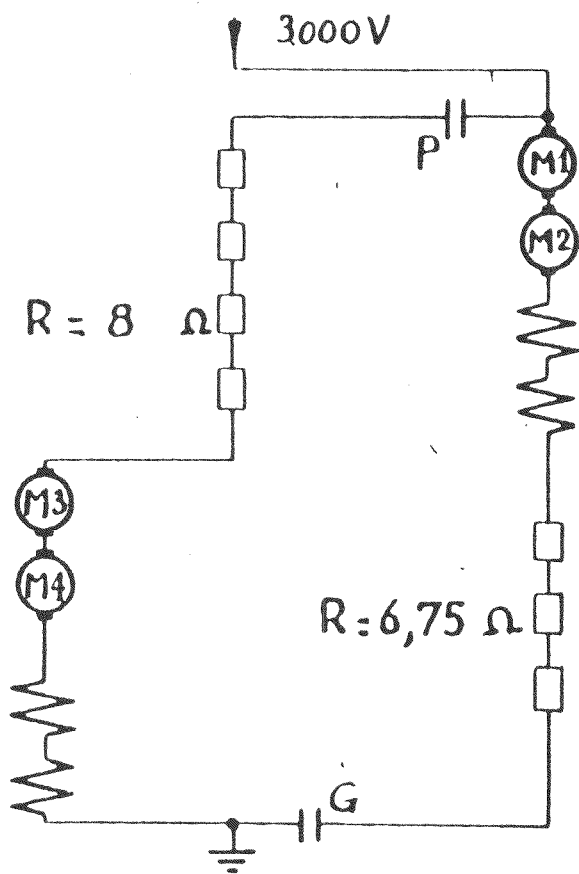 3000V
P
M1
M2
R = 8 Ω
M3
M4
R = 6,75 Ω
G